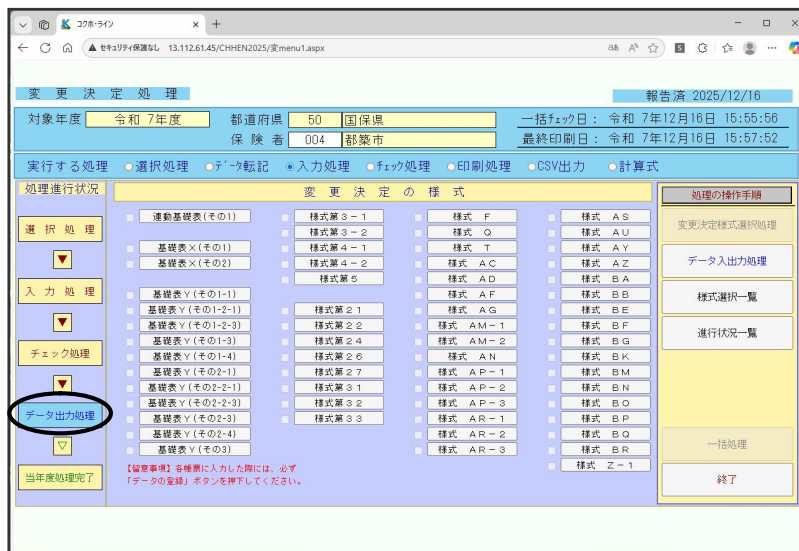 コクホ・ライン
セキュリティ保護なし 13.112.61.45/CHHEN2025/変menu1.aspx
変更決定処理
報告済 2025/12/16
対象年度 令和 7年度 都道府県 50 国保県 一括チェック日： 令和 7年12月16日 15:55:56
保険者 004 都築市 最終印刷日： 令和 7年12月16日 15:57:52
実行する処理 選択処理 データ転記 入力処理 チェック処理 印刷処理 CSV出力 計算式
処理進行状況
選択処理
▼
入力処理
▼
チェック処理
▼
データ出力処理
▽
当年度処理完了
変更決定の様式
連動基礎表(その1)
基礎表X(その1)
基礎表X(その2)
基礎表Y(その1-1)
基礎表Y(その1-2-1)
基礎表Y(その1-2-3)
基礎表Y(その1-3)
基礎表Y(その1-4)
基礎表Y(その2-1)
基礎表Y(その2-2-1)
基礎表Y(その2-2-3)
基礎表Y(その2-3)
基礎表Y(その2-4)
基礎表Y(その3)
様式第３－１
様式第３－２
様式第４－１
様式第４－２
様式第５
様式第２１
様式第２２
様式第２４
様式第２６
様式第２７
様式第３１
様式第３２
様式第３３
様式 Ｆ
様式 Ｑ
様式 Ｔ
様式 ＡＣ
様式 ＡＤ
様式 ＡＦ
様式 ＡＧ
様式 ＡＭ－１
様式 ＡＭ－２
様式 ＡＮ
様式 ＡＰ－１
様式 ＡＰ－２
様式 ＡＰ－３
様式 ＡＲ－１
様式 ＡＲ－２
様式 ＡＲ－３
様式 ＡＳ
様式 ＡＵ
様式 ＡＹ
様式 ＡＺ
様式 ＢＡ
様式 ＢＢ
様式 ＢＥ
様式 ＢＦ
様式 ＢＧ
様式 ＢＫ
様式 ＢＭ
様式 ＢＮ
様式 ＢＯ
様式 ＢＰ
様式 ＢＱ
様式 ＢＲ
様式 Ｚ－１
【留意事項】各帳票に入力した際には、必ず
「データの登録」ボタンを押下してください。
処理の操作手順
変更決定様式選択処理
データ入出力処理
様式選択一覧
進行状況一覧
一括処理
終了